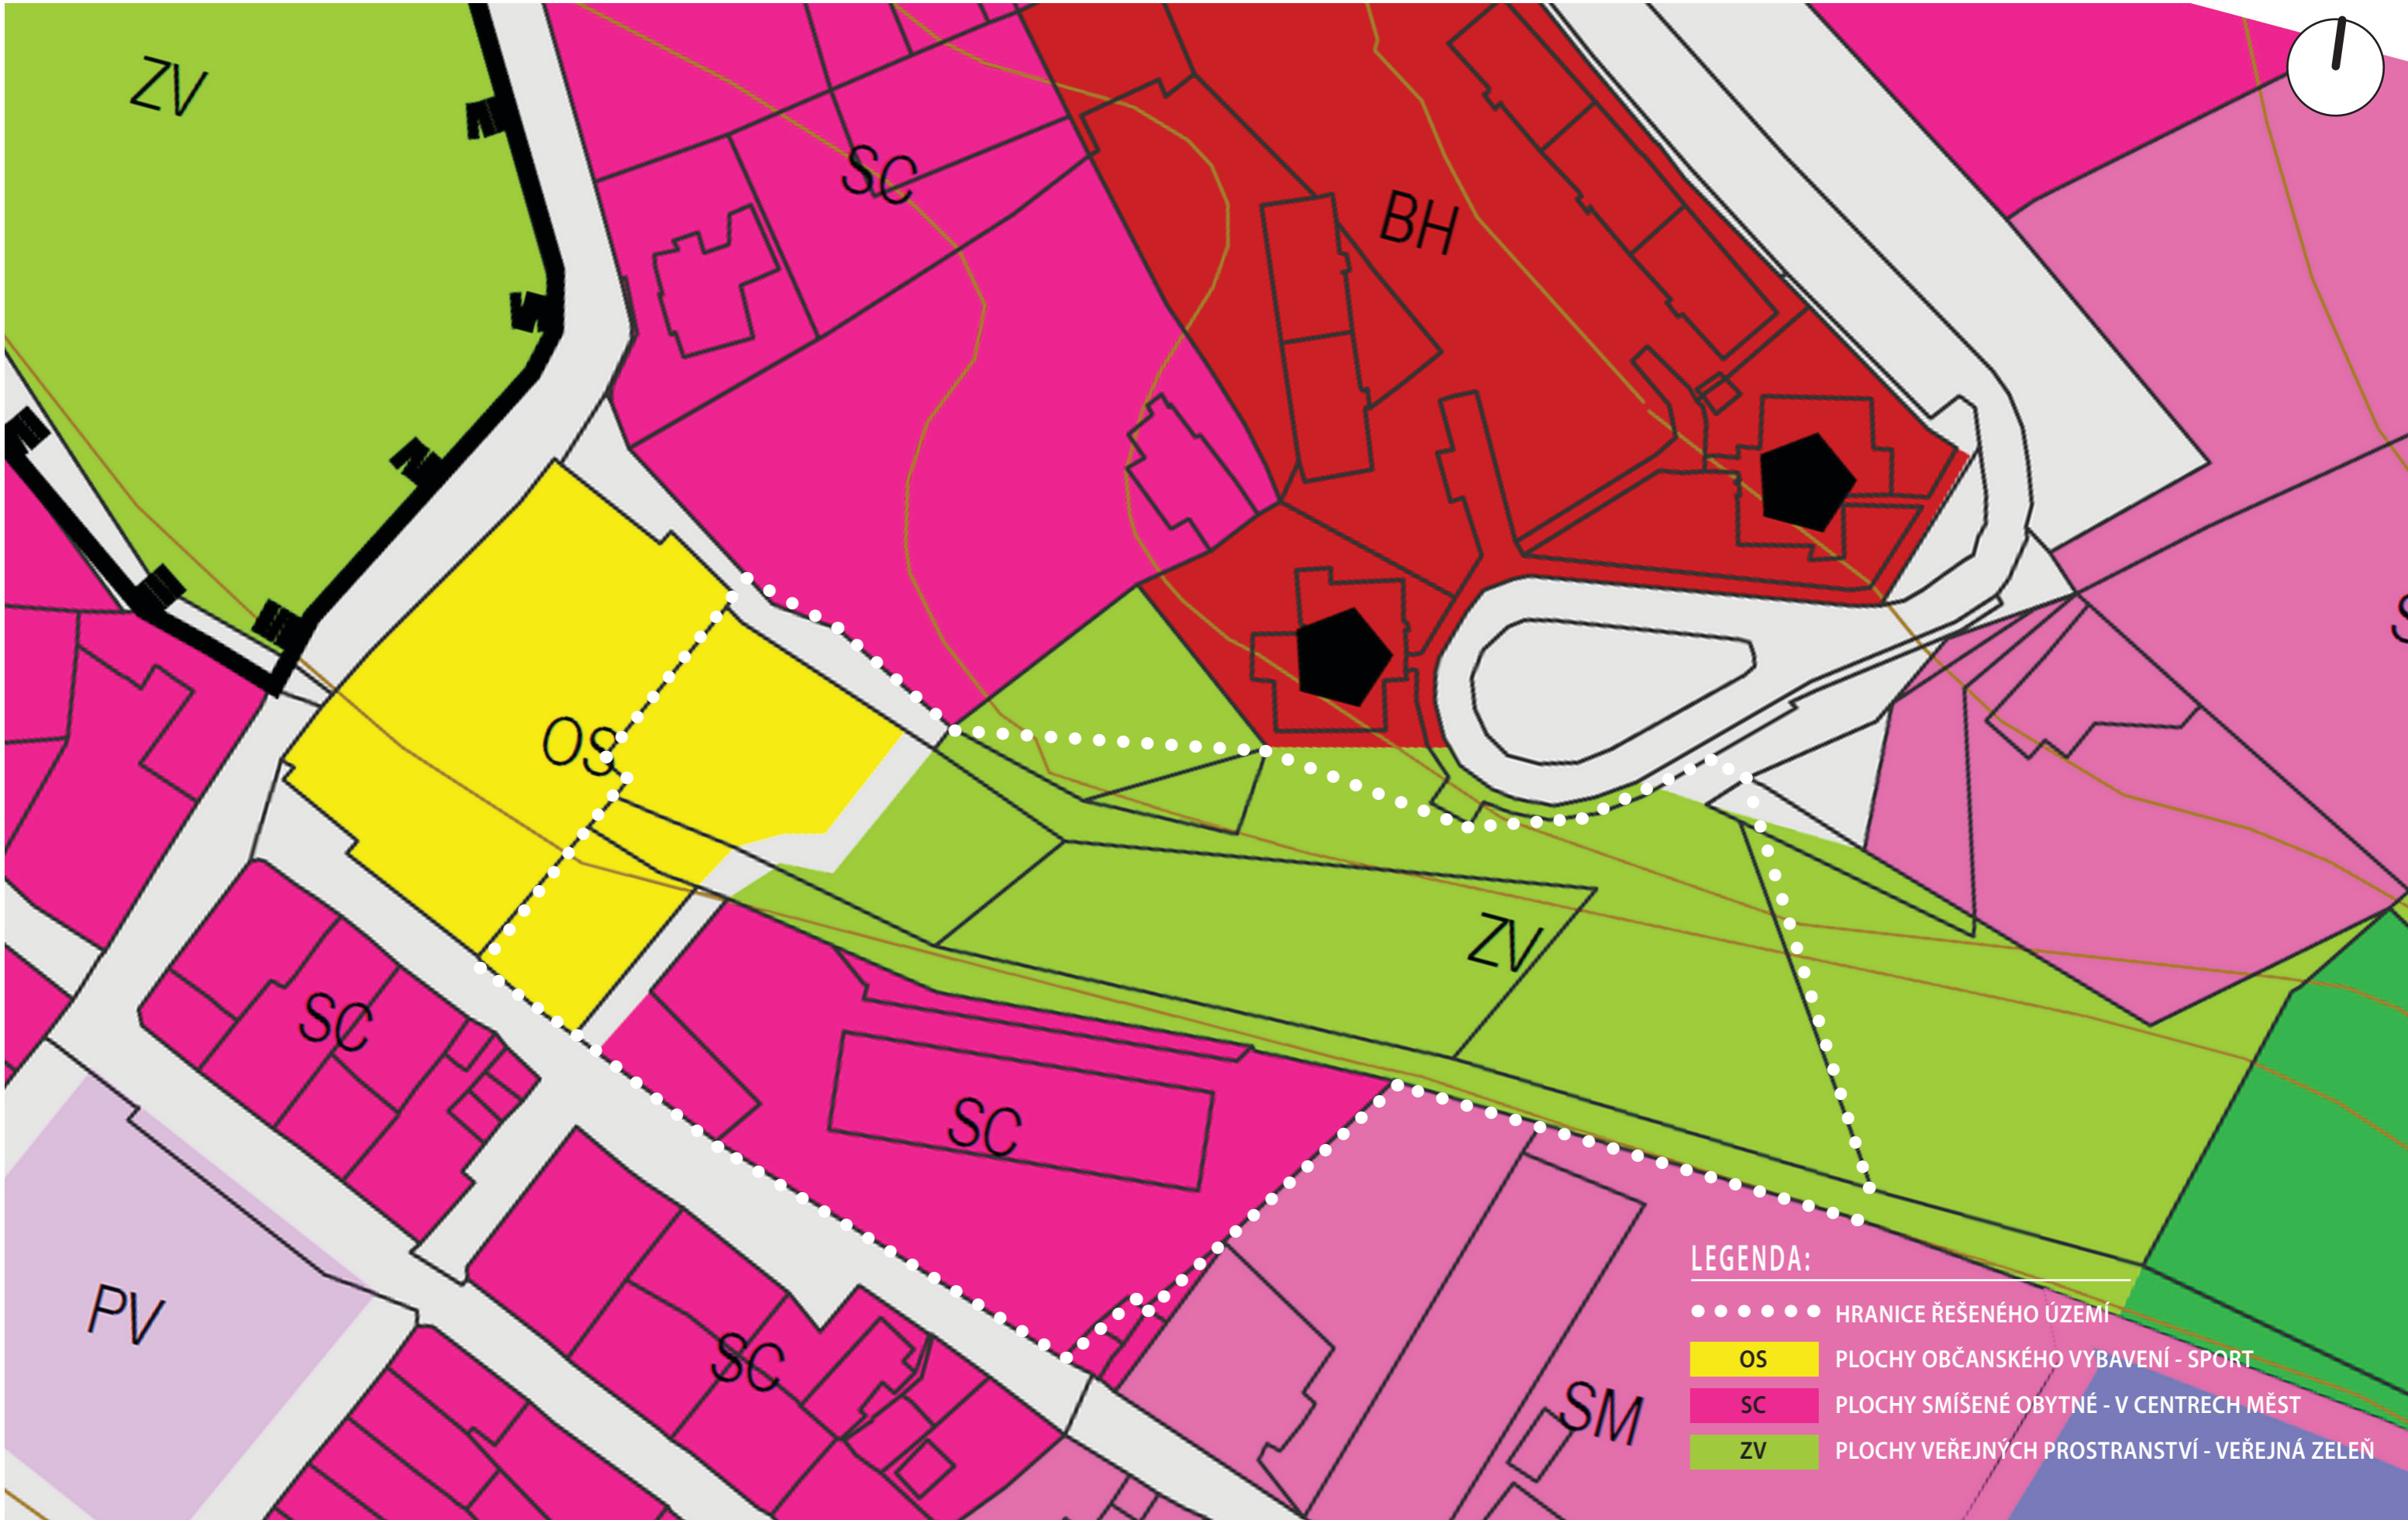 ZV
SC
BH
S
OS
ZV
SC
SC
PV
SC
SM
LEGENDA:
HRANICE ŘEŠENÉHO ÚZEMÍ
OS PLOCHY OBČANSKÉHO VYBAVENÍ - SPORT
SC PLOCHY SMÍŠENÉ OBYTNÉ - V CENTRECH MĚST
ZV PLOCHY VEŘEJNÝCH PROSTRANSTVÍ - VEŘEJNÁ ZELEŇ